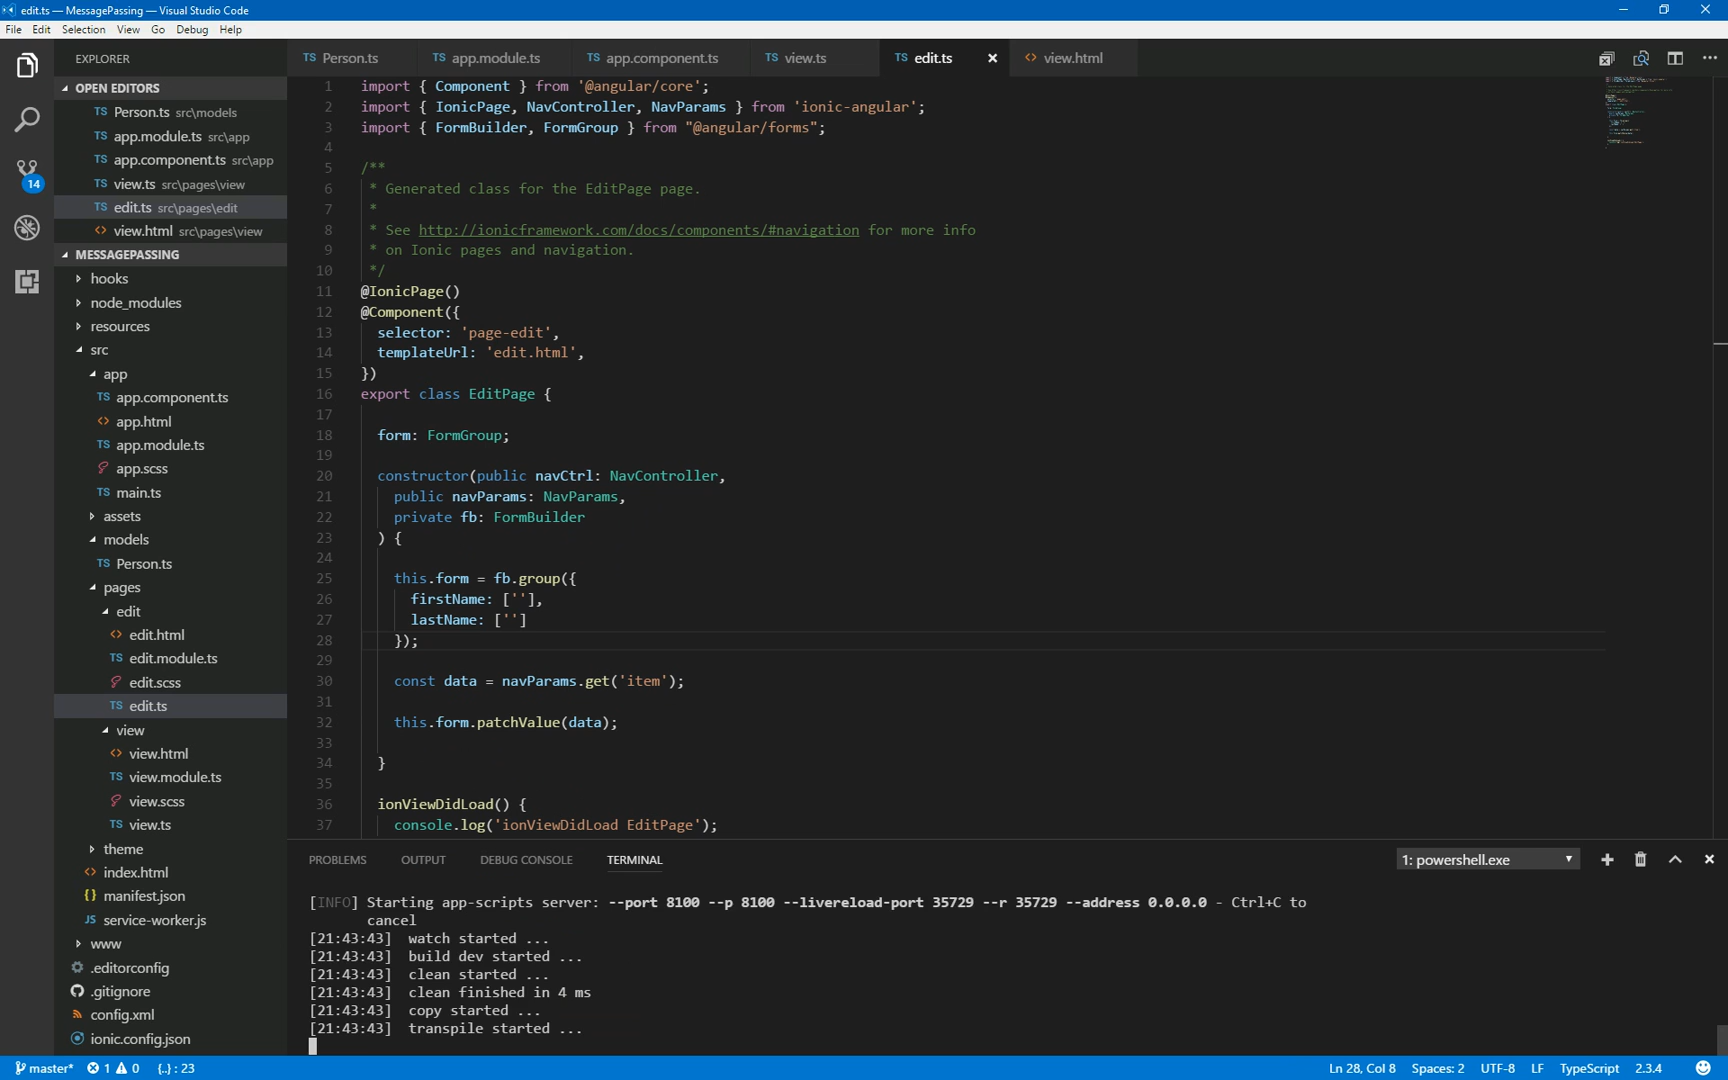 edit.ts — MessagePassing — Visual Studio Code
File Edit Selection View Go Debug Help
EXPLORER
OPEN EDITORS
TS Person.ts src\models
TS app.module.ts src\app
TS app.component.ts src\app
TS view.ts src\pages\view
TS edit.ts src\pages\edit
<> view.html src\pages\view
14
MESSAGEPASSING
hooks
node_modules
resources
src
app
TS app.component.ts
<> app.html
TS app.module.ts
app.scss
TS main.ts
assets
models
TS Person.ts
pages
edit
<> edit.html
TS edit.module.ts
edit.scss
TS edit.ts
view
<> view.html
TS view.module.ts
view.scss
TS view.ts
theme
<> index.html
{} manifest.json
JS service-worker.js
www
.editorconfig
.gitignore
config.xml
ionic.config.json
TS Person.ts TS app.module.ts TS app.component.ts TS view.ts TS edit.ts × <> view.html
1 import { Component } from '@angular/core';
2 import { IonicPage, NavController, NavParams } from 'ionic-angular';
3 import { FormBuilder, FormGroup } from "@angular/forms";
4
5 /**
6 * Generated class for the EditPage page.
7 *
8 * See http://ionicframework.com/docs/components/#navigation for more info
9 * on Ionic pages and navigation.
10 */
11 @IonicPage()
12 @Component({
13 selector: 'page-edit',
14 templateUrl: 'edit.html',
15 })
16 export class EditPage {
17
18 form: FormGroup;
19
20 constructor(public navCtrl: NavController,
21 public navParams: NavParams,
22 private fb: FormBuilder
23 ) {
24
25 this.form = fb.group({
26 firstName: [''],
27 lastName: ['']
28 });
29
30 const data = navParams.get('item');
31
32 this.form.patchValue(data);
33
34 }
35
36 ionViewDidLoad() {
37 console.log('ionViewDidLoad EditPage');
PROBLEMS OUTPUT DEBUG CONSOLE TERMINAL 1: powershell.exe
[INFO] Starting app-scripts server: --port 8100 --p 8100 --livereload-port 35729 --r 35729 --address 0.0.0.0 - Ctrl+C to
cancel
[21:43:43] watch started ...
[21:43:43] build dev started ...
[21:43:43] clean started ...
[21:43:43] clean finished in 4 ms
[21:43:43] copy started ...
[21:43:43] transpile started ...
master* 1 0 {..} : 23 Ln 28, Col 8 Spaces: 2 UTF-8 LF TypeScript 2.3.4